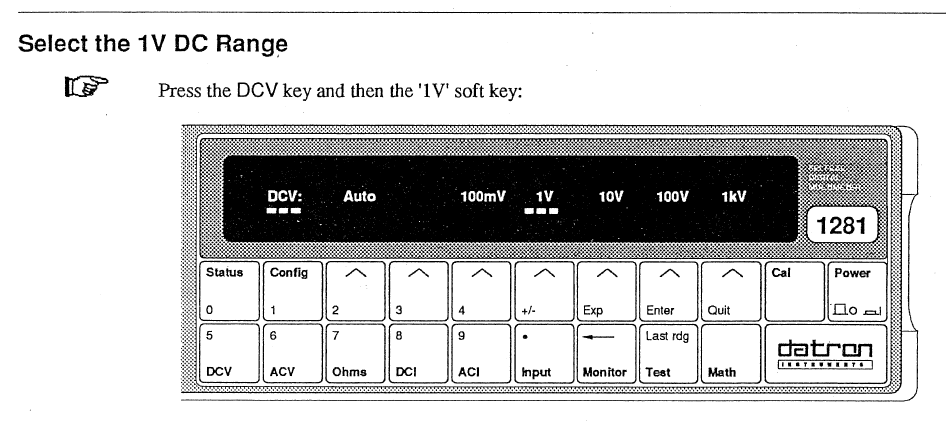 Select the 1V DC Range
Press the DCV key and then the '1V' soft key:
DCV: Auto 100mV 1V 10V 100V 1kV
1281
Status Config Cal Power
0 1 2 3 4 +/- Exp Enter Quit
5 6 7 8 9 • Last rdg
DCV ACV Ohms DCI ACI Input Monitor Test Math
datron
INSTRUMENTS